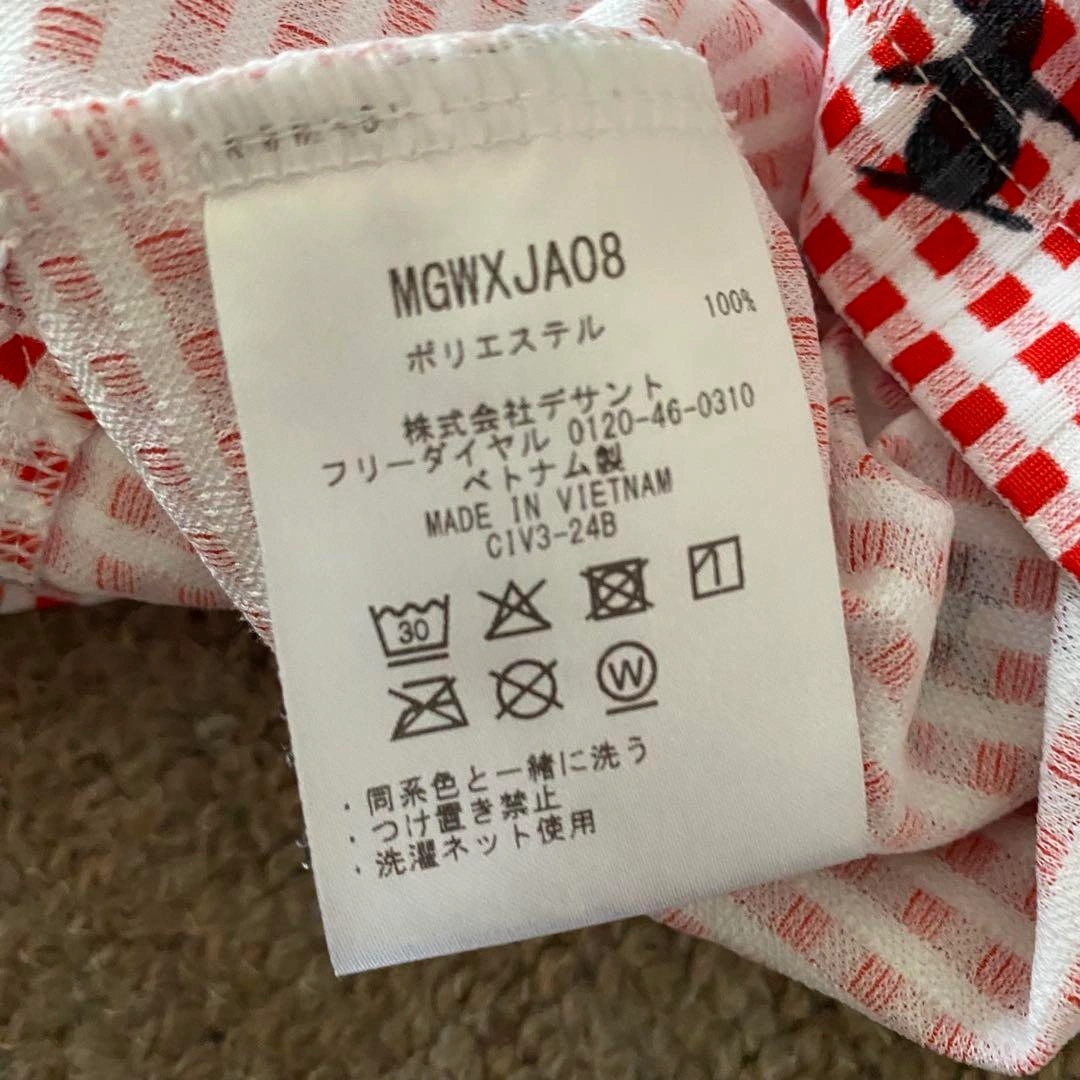 MGWXJA08
ポリエステル 100%
株式会社デサント
フリーダイヤル 0120-46-0310
ベトナム製
MADE IN VIETNAM
CIV3-24B
30
W
・同系色と一緒に洗う
・つけ置き禁止
・洗濯ネット使用